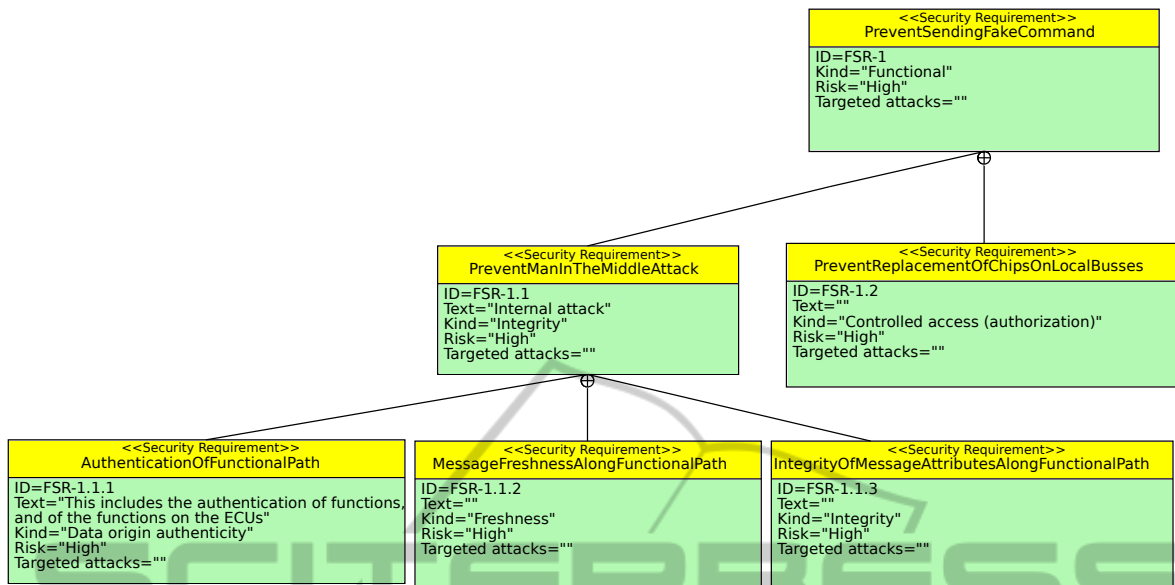 <<Security Requirement>>
PreventSendingFakeCommand
ID=FSR-1
Kind="Functional"
Risk="High"
Targeted attacks=""
<<Security Requirement>>
PreventManInTheMiddleAttack
ID=FSR-1.1
Text="Internal attack"
Kind="Integrity"
Risk="High"
Targeted attacks=""
<<Security Requirement>>
PreventReplacementOfChipsOnLocalBusses
ID=FSR-1.2
Text=""
Kind="Controlled access (authorization)"
Risk="High"
Targeted attacks=""
<<Security Requirement>>
AuthenticationOfFunctionalPath
ID=FSR-1.1.1
Text="This includes the authentication of functions,
and of the functions on the ECUs"
Kind="Data origin authenticity"
Risk="High"
Targeted attacks=""
<<Security Requirement>>
MessageFreshnessAlongFunctionalPath
ID=FSR-1.1.2
Text=""
Kind="Freshness"
Risk="High"
Targeted attacks=""
<<Security Requirement>>
IntegrityOfMessageAttributesAlongFunctionalPath
ID=FSR-1.1.3
Text=""
Kind="Integrity"
Risk="High"
Targeted attacks=""
SCITEPRESS